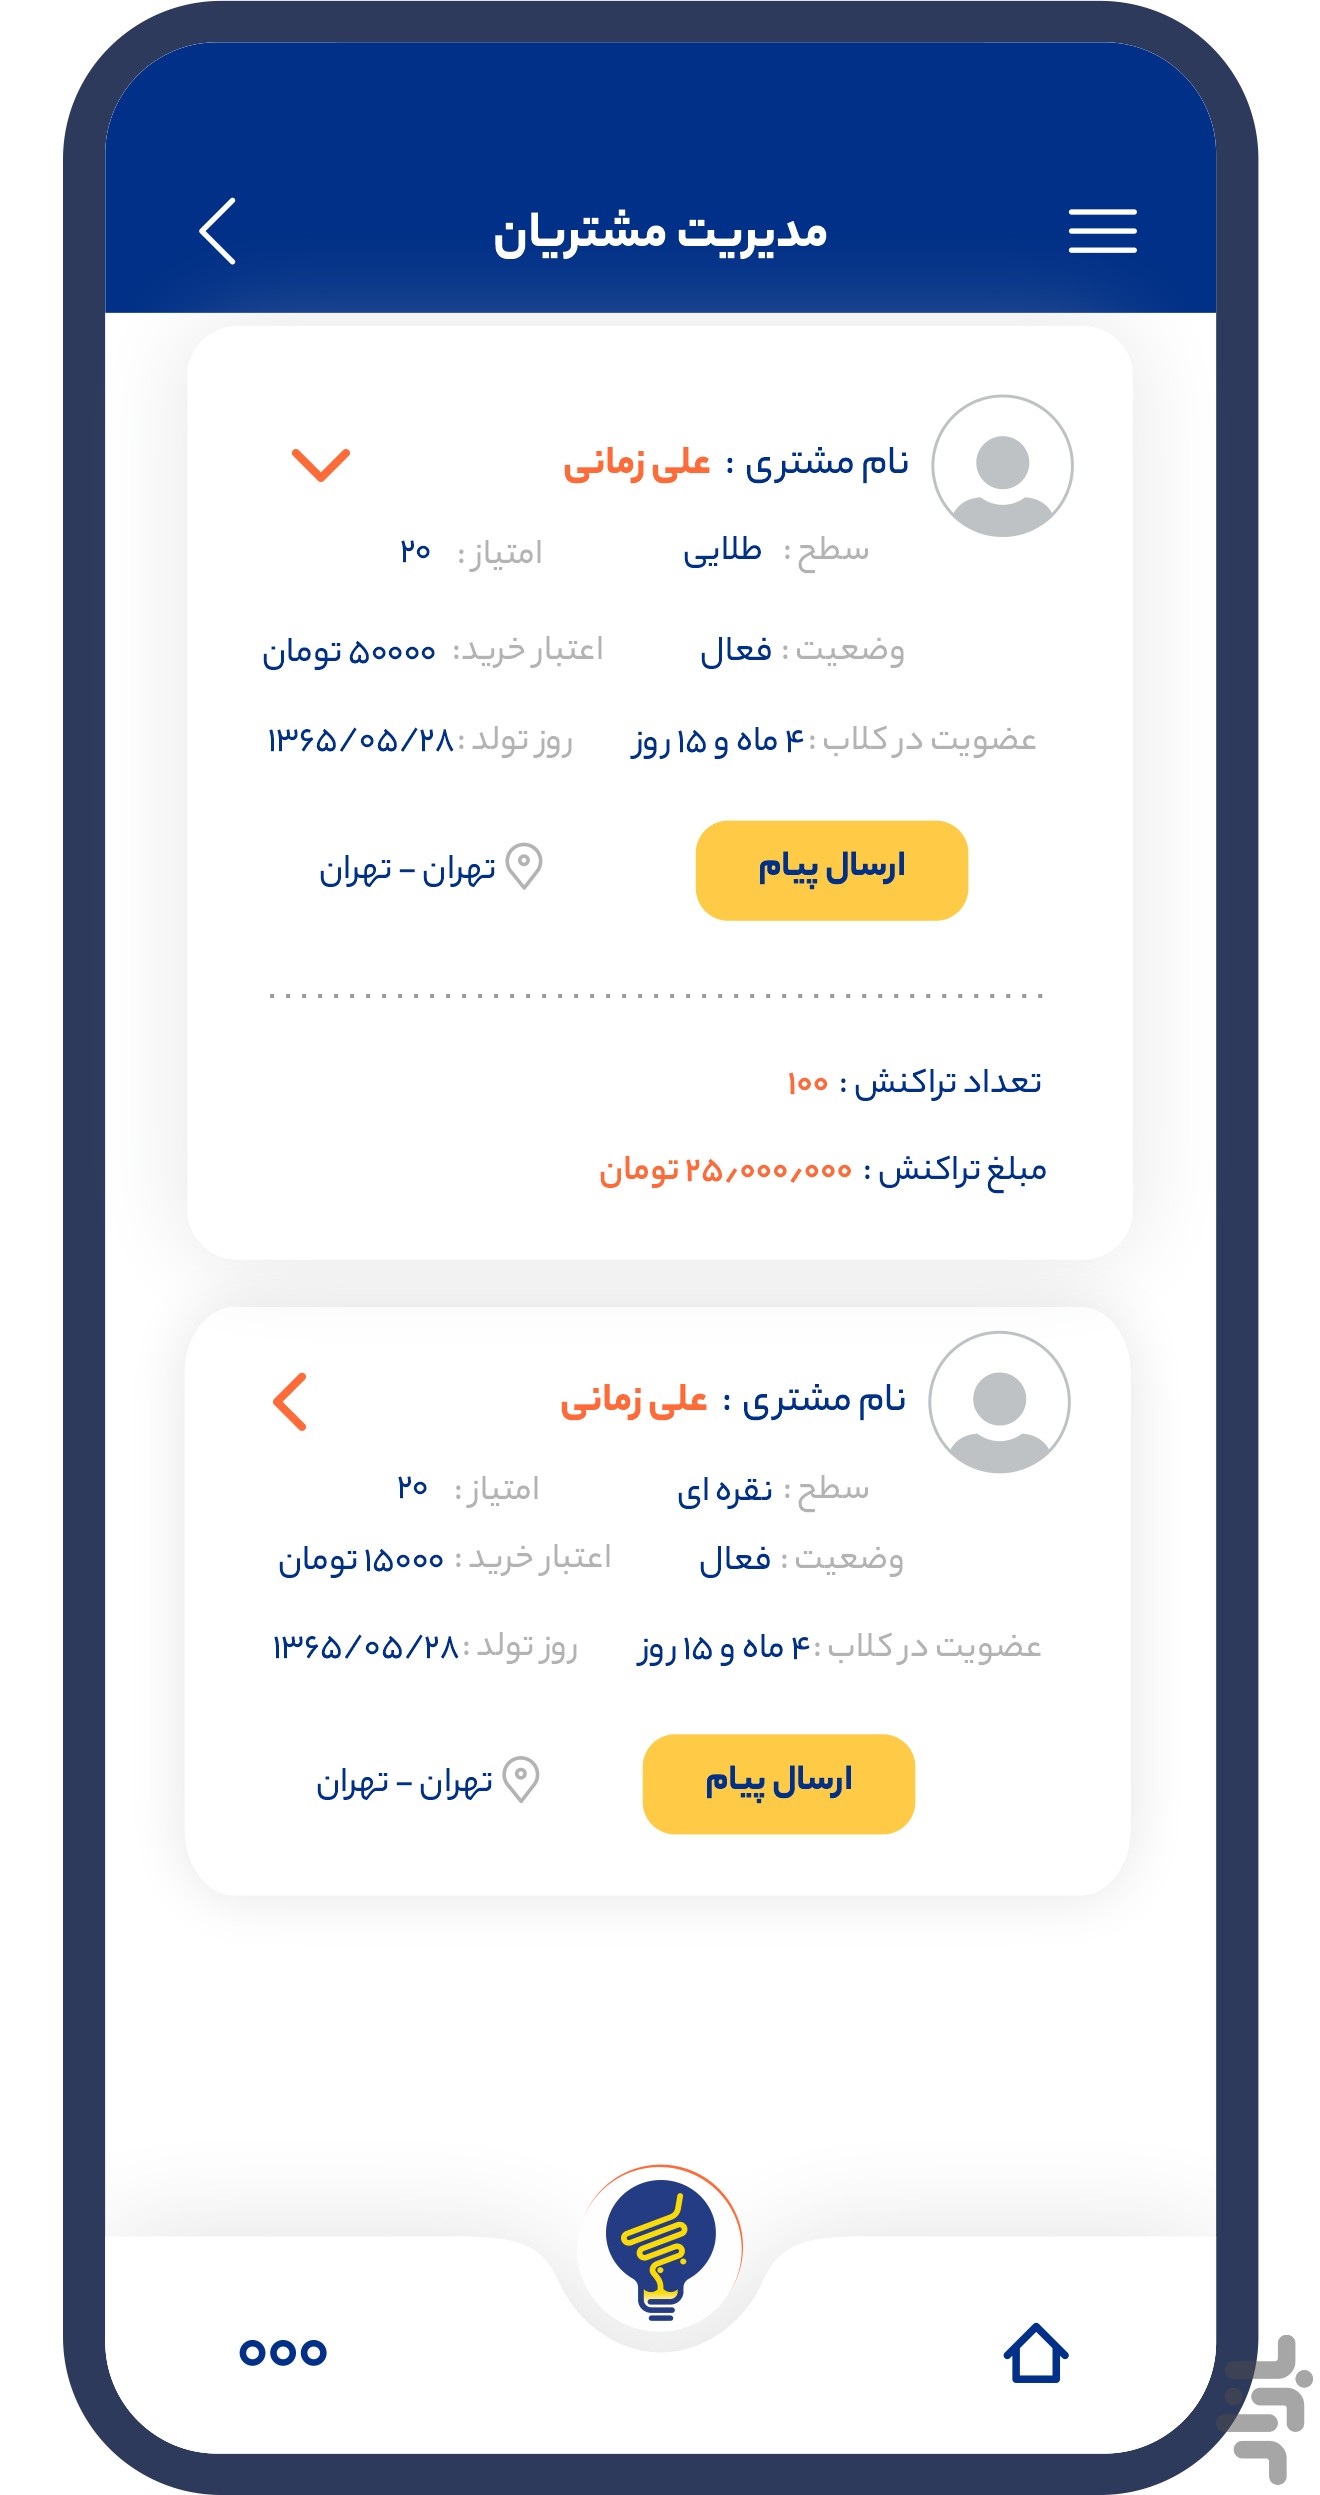 مدیریت مشتریان
نام مشتری : علی زمانی
سطح : طلایی امتیاز : ۲۰
وضعیت : فعال اعتبار خرید : ۵۰۰۰۰ تومان
عضویت در کلاب : ۴ ماه و ۱۵ روز روز تولد : ۱۳۶۵/۰۵/۲۸
ارسال پیام تهران – تهران
تعداد تراکنش : ۱۰۰
مبلغ تراکنش : ۲۵٫۰۰۰٫۰۰۰ تومان
نام مشتری : علی زمانی
سطح : نقره ای امتیاز : ۲۰
وضعیت : فعال اعتبار خرید : ۱۵۰۰۰ تومان
عضویت در کلاب : ۴ ماه و ۱۵ روز روز تولد : ۱۳۶۵/۰۵/۲۸
ارسال پیام تهران – تهران
بازار